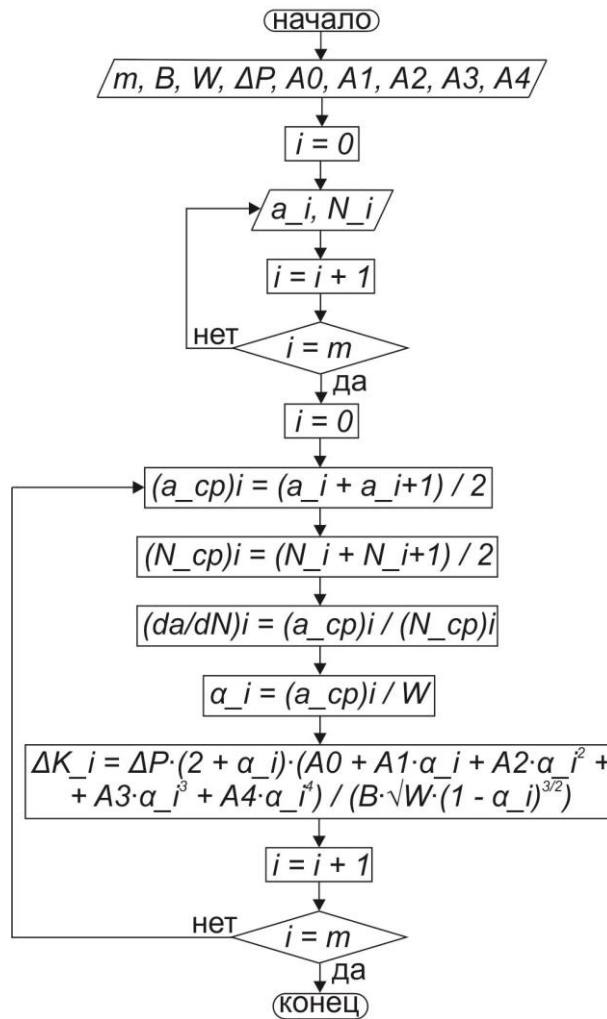 начало
m, B, W, ΔP, A0, A1, A2, A3, A4
i = 0
a_i, N_i
i = i + 1
нет
i = m
да
i = 0
(a_cp)i = (a_i + a_i+1) / 2
(N_cp)i = (N_i + N_i+1) / 2
(da/dN)i = (a_cp)i / (N_cp)i
α_i = (a_cp)i / W
ΔK_i = ΔP·(2 + α_i)·(A0 + A1·α_i + A2·α_i² +
+ A3·α_i³ + A4·α_i⁴) / (B·√W·(1 - α_i)^{3/2})
i = i + 1
нет
i = m
да
конец